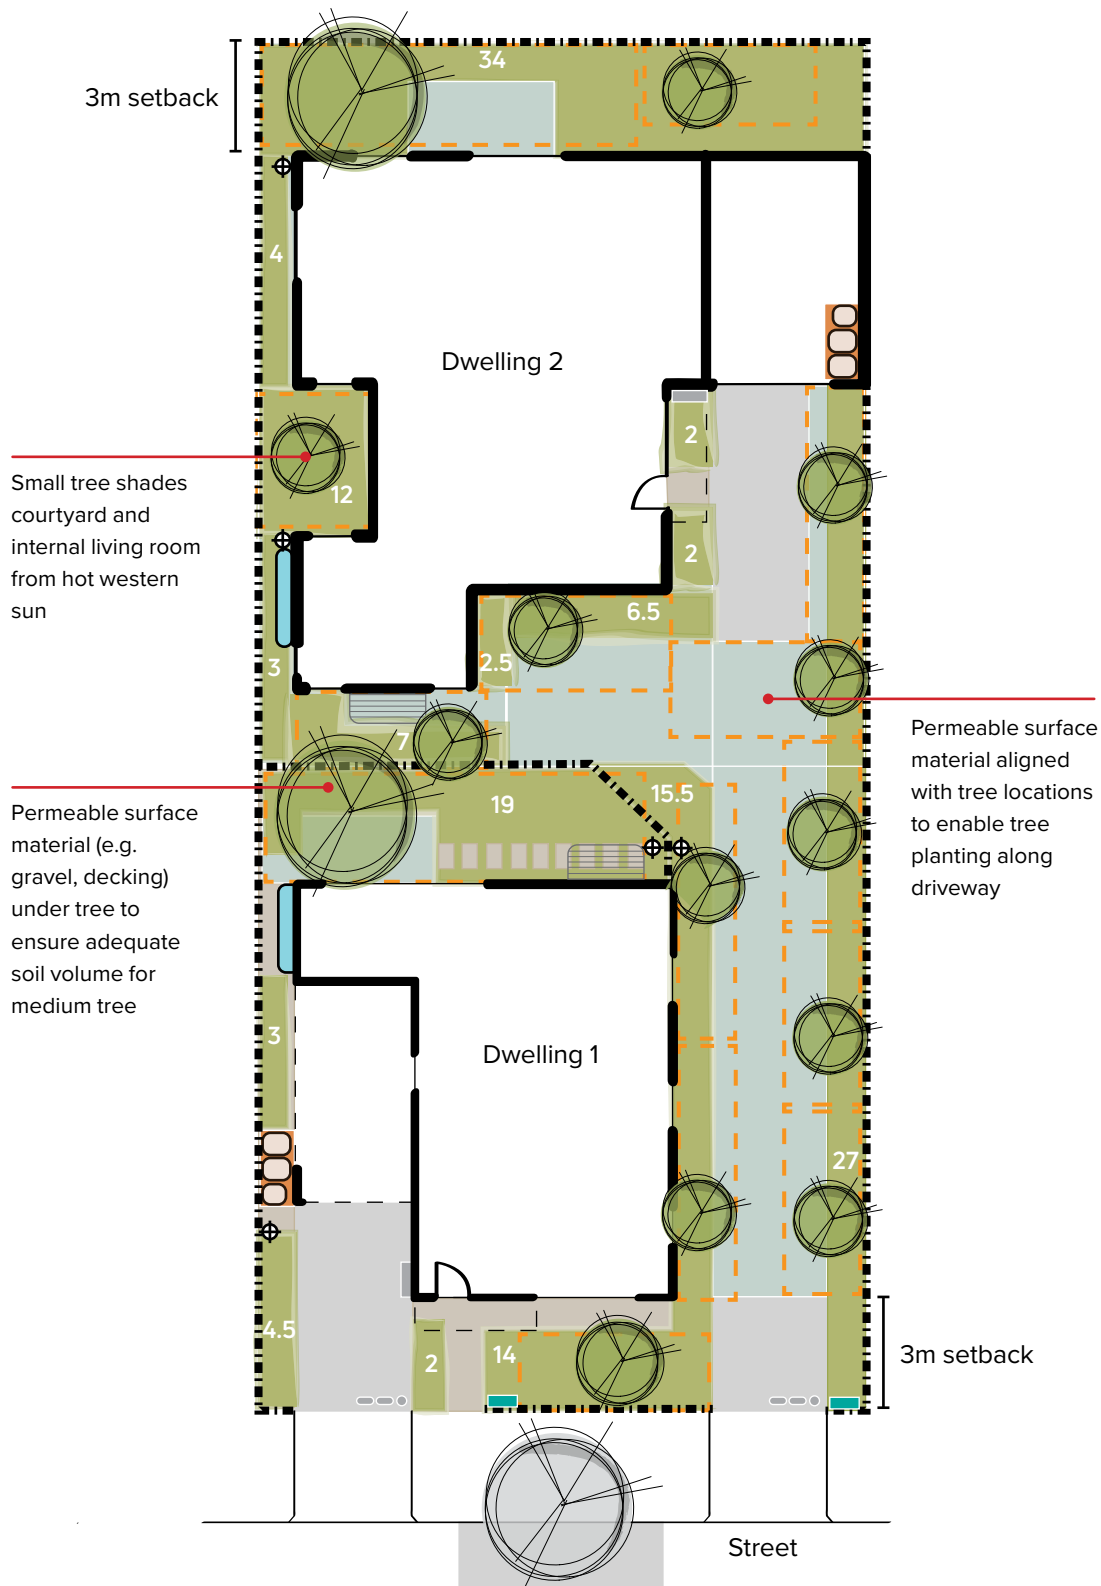 34
3m setback
4
Dwelling 2
2
12
Small tree shades
courtyard and
internal living room
from hot western
sun
2
6.5
2.5
3
7
Permeable surface
material aligned
with tree locations
to enable tree
planting along
driveway
15.5
19
Permeable surface
material (e.g.
gravel, decking)
under tree to
ensure adequate
soil volume for
medium tree
3
Dwelling 1
27
4.5
2
14
3m setback
Street